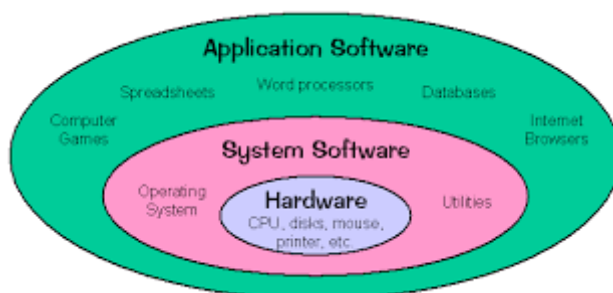 Application Software
Spreadsheets
Word processors
Databases
Computer
Games
Internet
Browsers
System Software
Operating
System
Utilities
Hardware
CPU, disks, mouse,
printer, etc.